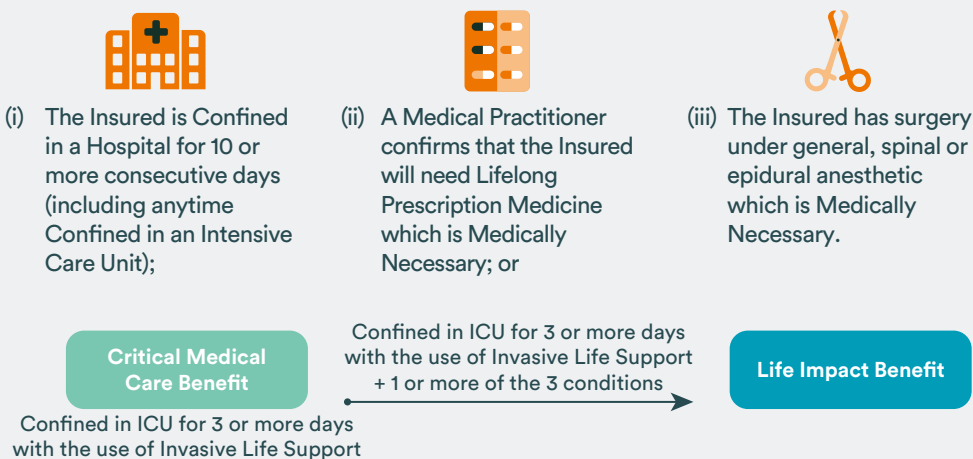 (i) The Insured is Confined
in a Hospital for 10 or
more consecutive days
(including anytime
Confined in an Intensive
Care Unit);
(ii) A Medical Practitioner
confirms that the Insured
will need Lifelong
Prescription Medicine
which is Medically
Necessary; or
(iii) The Insured has surgery
under general, spinal or
epidural anesthetic
which is Medically
Necessary.
Critical Medical
Care Benefit
Confined in ICU for 3 or more days
with the use of Invasive Life Support
Confined in ICU for 3 or more days
with the use of Invasive Life Support
+ 1 or more of the 3 conditions
Life Impact Benefit